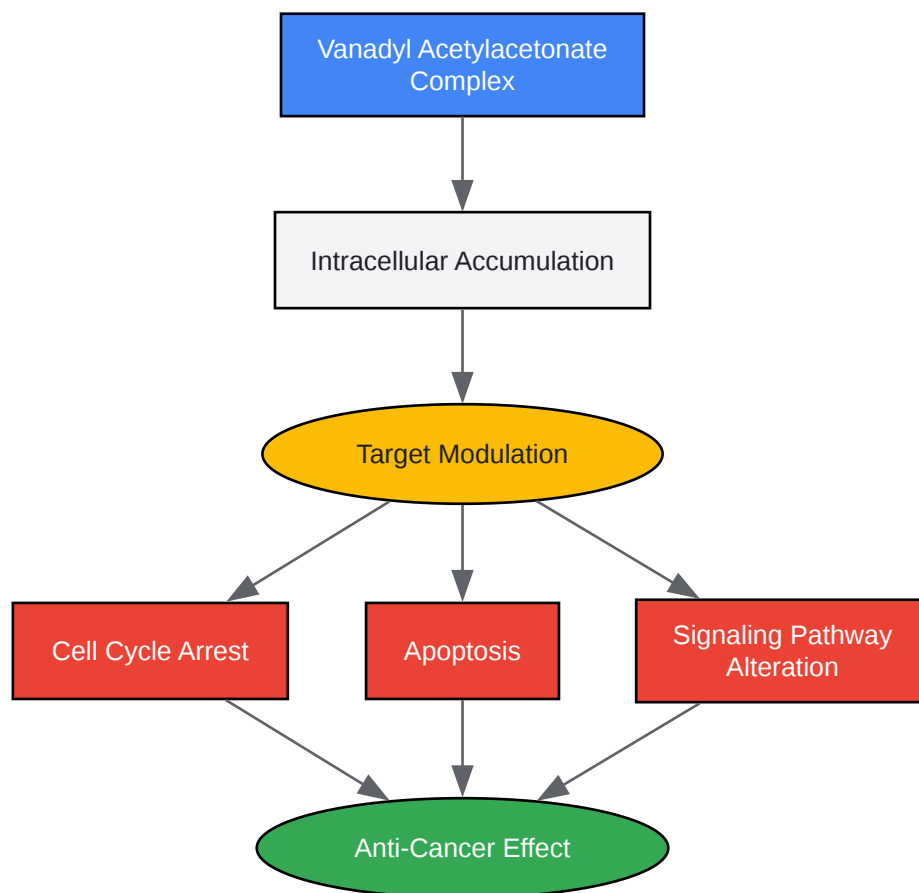 Vanadyl Acetylacetonate
Complex
Intracellular Accumulation
Target Modulation
Cell Cycle Arrest
Apoptosis
Signaling Pathway
Alteration
Anti-Cancer Effect